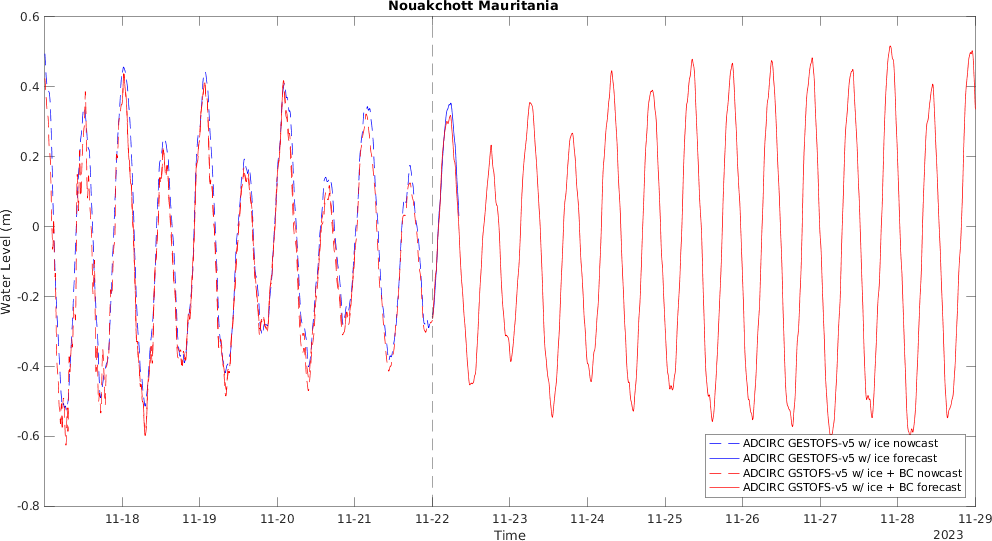 Nouakchott Mauritania
0.6
0.4
0.2
0
-0.2
-0.4
-0.6
-0.8
Water Level (m)
11-18 11-19 11-20 11-21 11-22 11-23 11-24 11-25 11-26 11-27 11-28 11-29
Time
2023
ADCIRC GESTOFS-v5 w/ ice nowcast
ADCIRC GESTOFS-v5 w/ ice forecast
ADCIRC GSTOFS-v5 w/ ice + BC nowcast
ADCIRC GSTOFS-v5 w/ ice + BC forecast